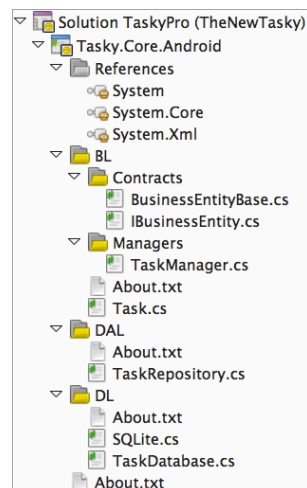 Solution TaskyPro (TheNewTasky)
Tasky.Core.Android
References
System
System.Core
System.Xml
BL
Contracts
BusinessEntityBase.cs
IBusinessEntity.cs
Managers
TaskManager.cs
About.txt
Task.cs
DAL
About.txt
TaskRepository.cs
DL
About.txt
SQLite.cs
TaskDatabase.cs
About.txt